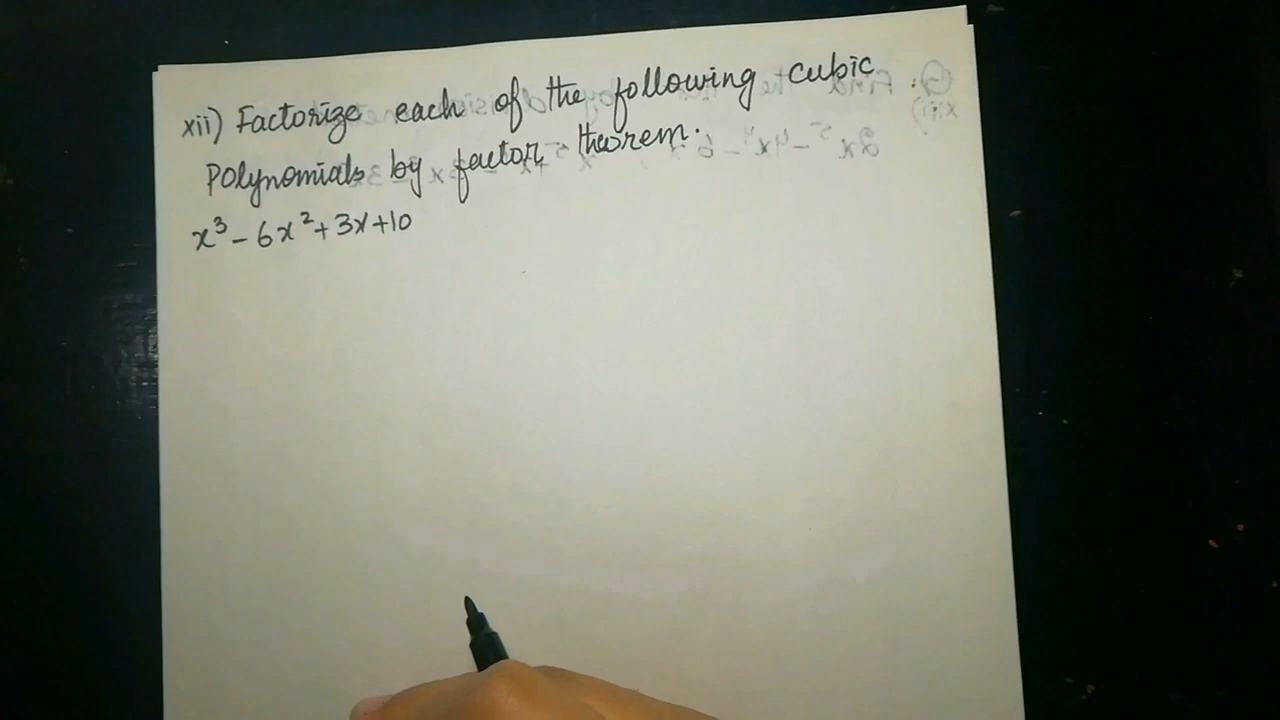 xii) Factorize each of the following cubic
Polynomials by factor theorem.
x³ - 6x² + 3x + 10